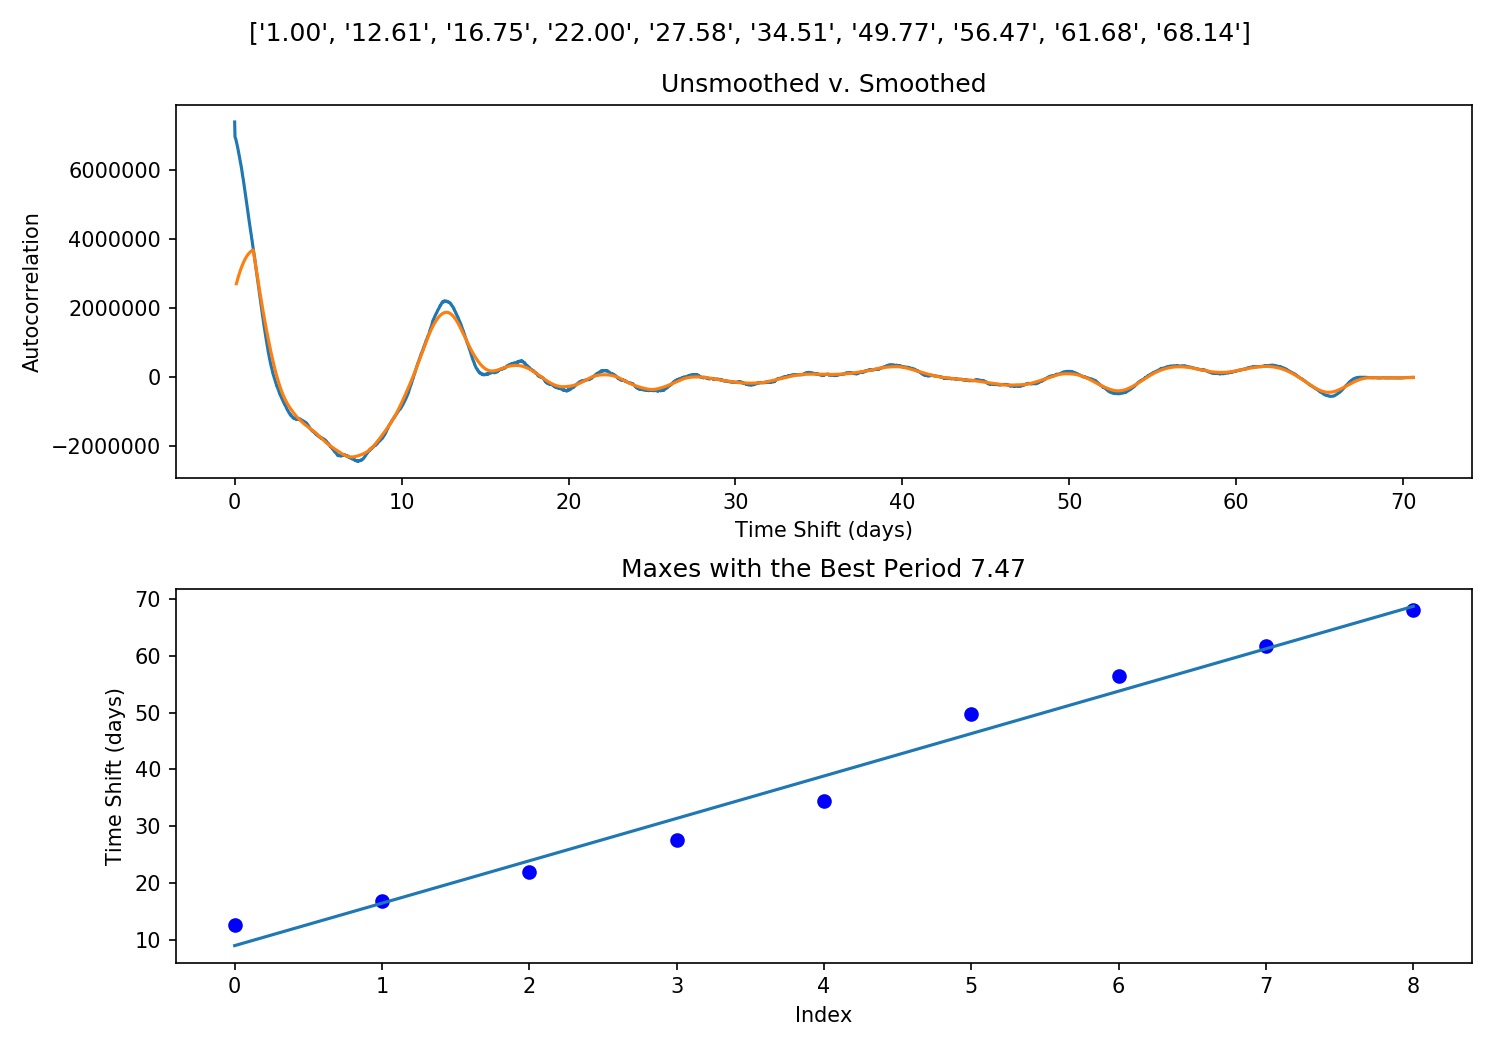 ['1.00', '12.61', '16.75', '22.00', '27.58', '34.51', '49.77', '56.47', '61.68', '68.14']
Unsmoothed v. Smoothed
Autocorrelation
6000000
4000000
2000000
0
−2000000
0 10 20 30 40 50 60 70
Time Shift (days)
Maxes with the Best Period 7.47
Time Shift (days)
70
60
50
40
30
20
10
0 1 2 3 4 5 6 7 8
Index